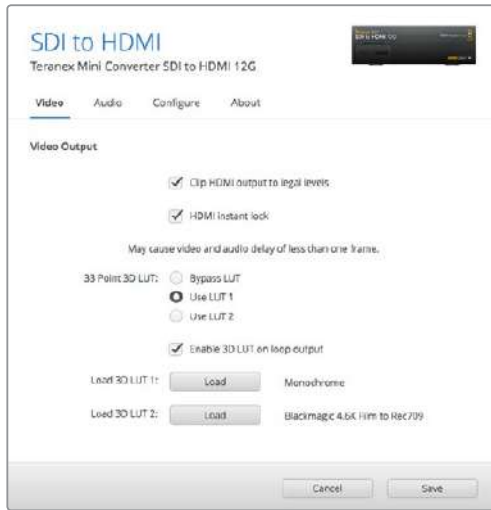 SDI to HDMI
Teranex Mini Converter SDI to HDMI 12G
Video Audio Configure About
Video Output
Clip HDMI output to legal levels
HDMI instant lock
May cause video and audio delay of less than one frame.
33 Point 3D LUT: Bypass LUT
Use LUT 1
Use LUT 2
Enable 3D LUT on loop output
Load 3D LUT 1: Load Monochrome
Load 3D LUT 2: Load Blackmagic 4.6K Film to Rec709
Cancel Save